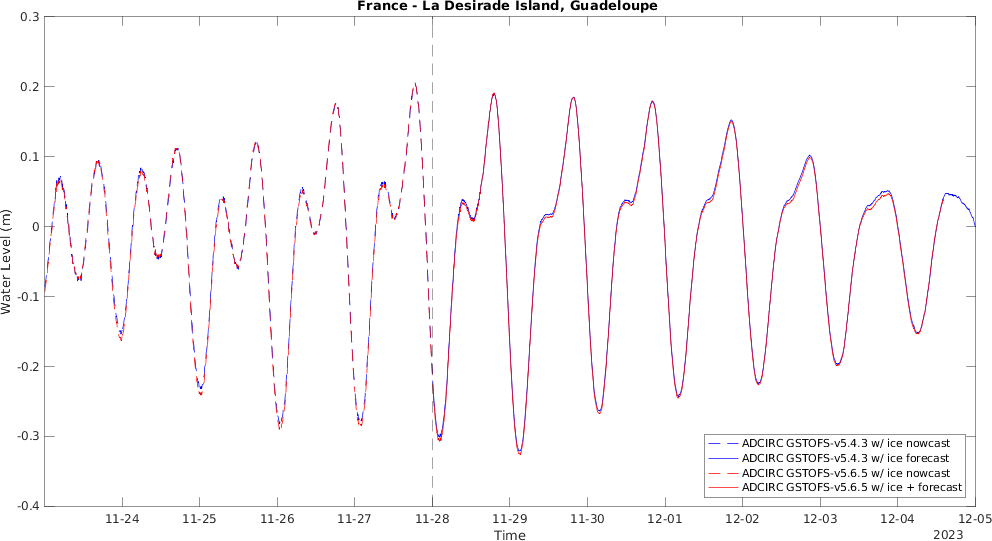 France - La Desirade Island, Guadeloupe
0.3
0.2
0.1
0
-0.1
-0.2
-0.3
-0.4
Water Level (m)
ADCIRC GSTOFS-v5.4.3 w/ ice nowcast
ADCIRC GSTOFS-v5.4.3 w/ ice forecast
ADCIRC GSTOFS-v5.6.5 w/ ice nowcast
ADCIRC GSTOFS-v5.6.5 w/ ice + forecast
11-24 11-25 11-26 11-27 11-28 11-29 11-30 12-01 12-02 12-03 12-04 12-05
Time
2023